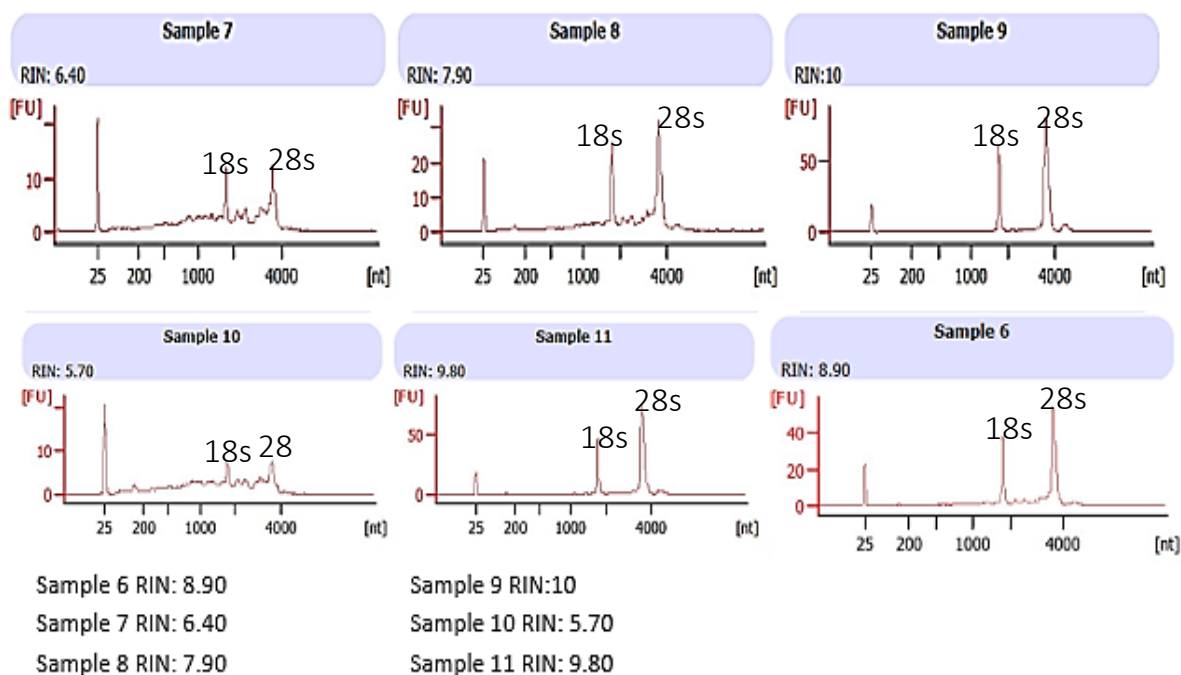 Sample 7
RIN: 6.40
[FU]
18s 28s
10
0
25 200 1000 4000 [nt]
Sample 8
RIN: 7.90
[FU]
18s 28s
20
10
0
25 200 1000 4000 [nt]
Sample 9
RIN:10
[FU]
18s 28s
50
0
25 200 1000 4000 [nt]
Sample 10
RIN: 5.70
[FU]
18s 28
10
0
25 200 1000 4000 [nt]
Sample 11
RIN: 9.80
[FU]
28s
50
18s
0
25 200 1000 4000 [nt]
Sample 6
RIN: 8.90
[FU]
28s
18s
40
20
0
25 200 1000 4000 [nt]
Sample 6 RIN: 8.90
Sample 7 RIN: 6.40
Sample 8 RIN: 7.90
Sample 9 RIN:10
Sample 10 RIN: 5.70
Sample 11 RIN: 9.80